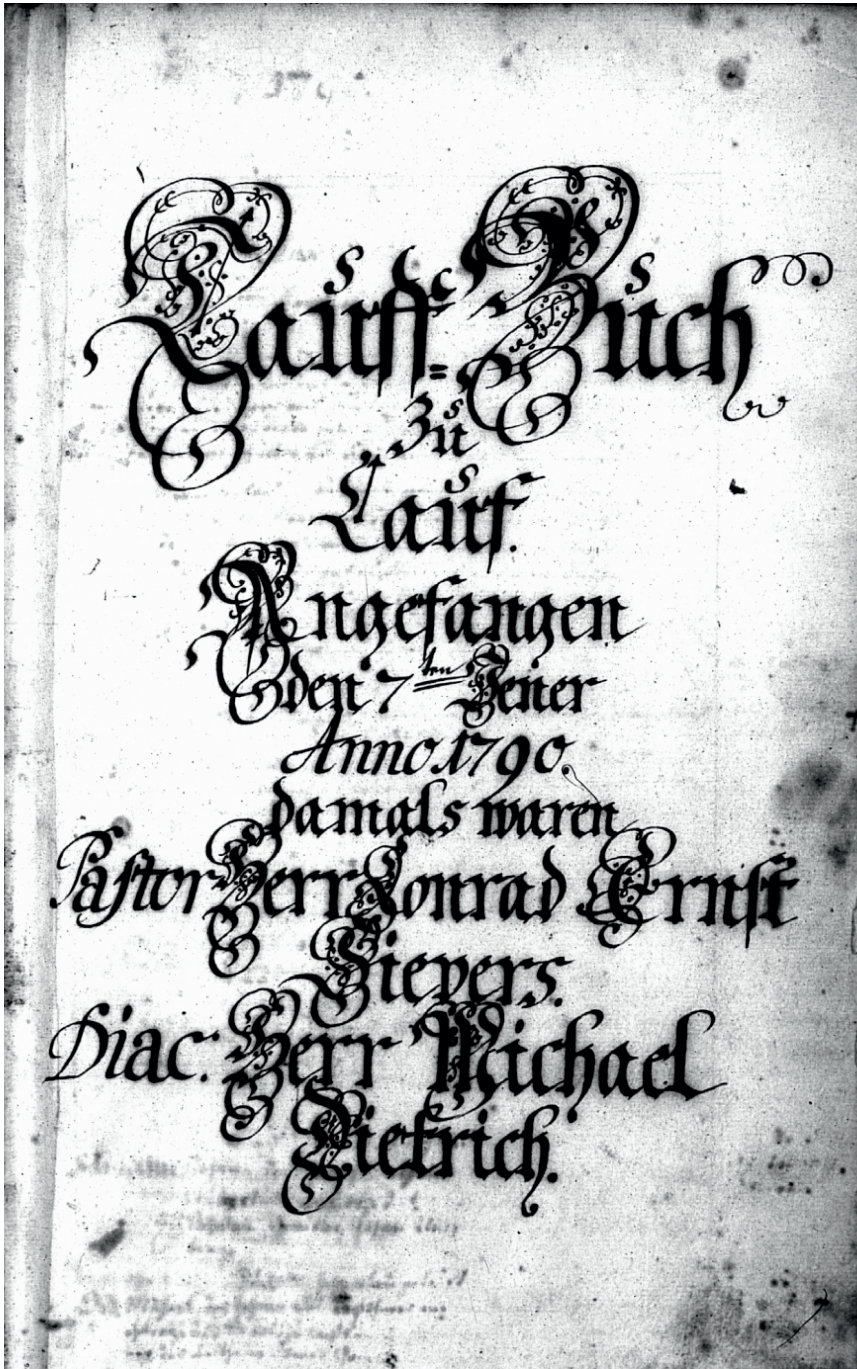 Tauff=Buch
Zu
Lauf.
Angefangen
den 7ten Jener
Anno 1790.
damals waren
Pastor Herr Conrad Ernst
Sievers.
Diac: Herr Michael
Dietrich.